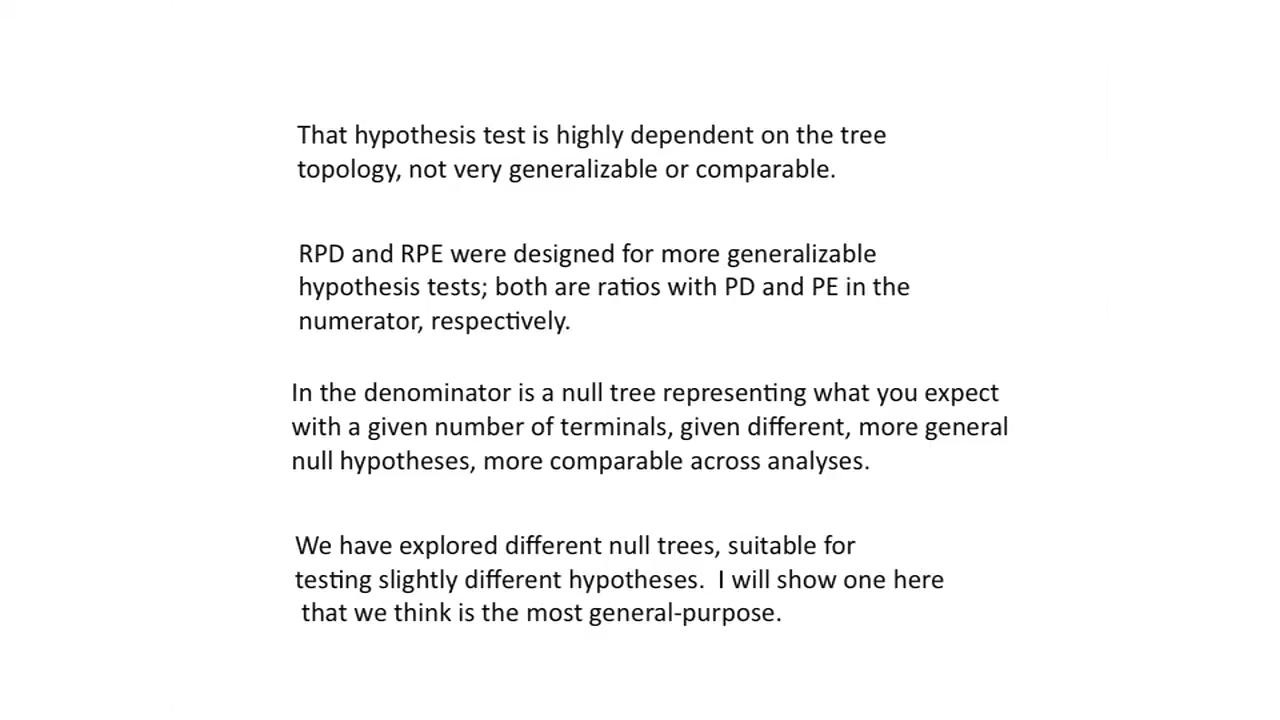 That hypothesis test is highly dependent on the tree
topology, not very generalizable or comparable.
RPD and RPE were designed for more generalizable
hypothesis tests; both are ratios with PD and PE in the
numerator, respectively.
In the denominator is a null tree representing what you expect
with a given number of terminals, given different, more general
null hypotheses, more comparable across analyses.
We have explored different null trees, suitable for
testing slightly different hypotheses.  I will show one here
that we think is the most general-purpose.